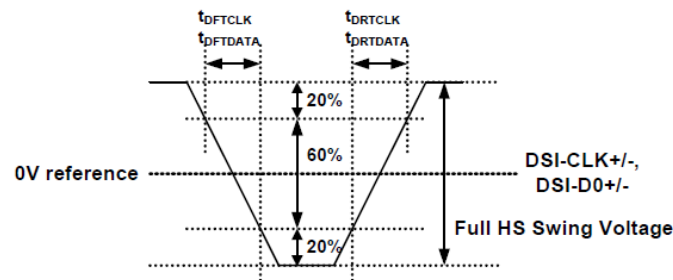 tDFTCLK
tDFTDATA
tDRTCLK
tDRTDATA
20%
60%
0V reference
DSI-CLK+/-,
DSI-D0+/-
Full HS Swing Voltage
20%